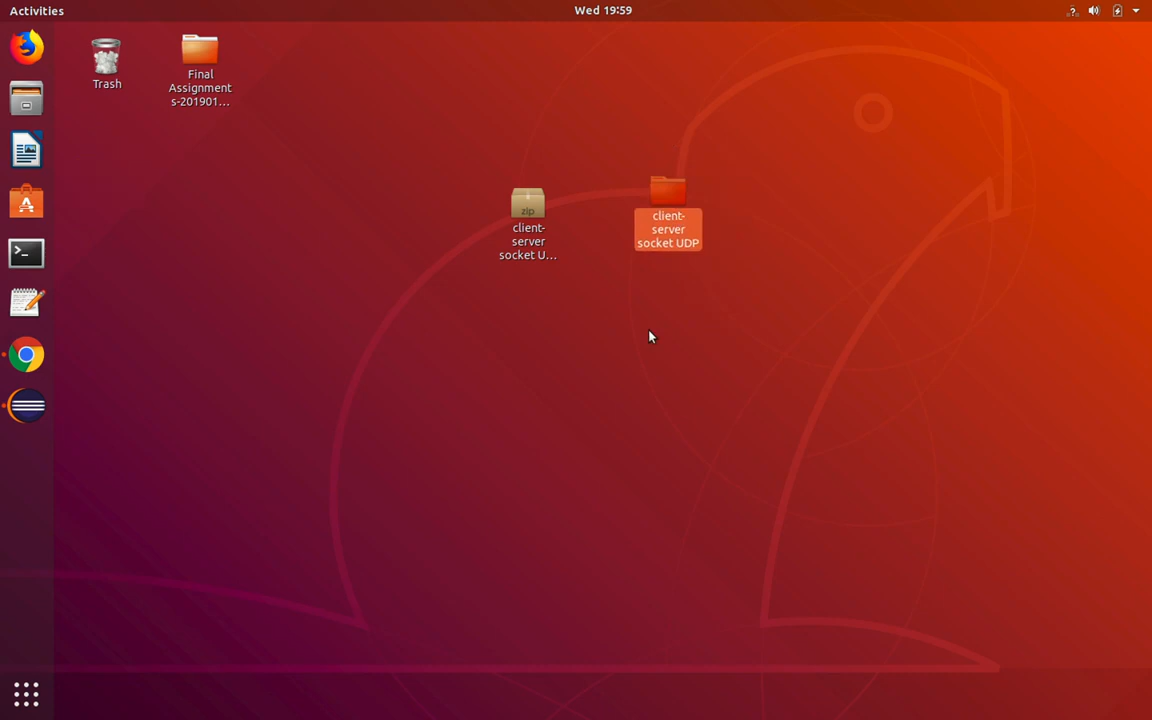 Activities
Wed 19:59
?
Trash
Final
Assignment
s-201901...
zip
client-
server
socket U...
client-
server
socket UDP
>_
A